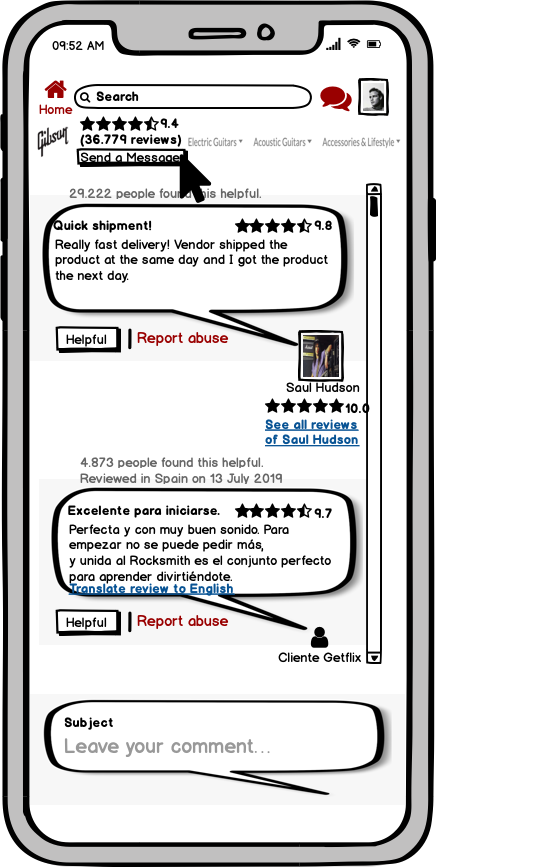 09:52 AM
Search
Home
Gibson
9.4
(36.779 reviews)
Send a Message
Electric Guitars
Acoustic Guitars
Accessories & Lifestyle
29.222 people found this helpful.
Quick shipment!
9.8
Really fast delivery! Vendor shipped the
product at the same day and I got the product
the next day.
Helpful
Report abuse
Saul Hudson
10.0
See all reviews
of Saul Hudson
4.873 people found this helpful.
Reviewed in Spain on 13 July 2019
Excelente para iniciarse.
9.7
Perfecta y con muy buen sonido. Para
empezar no se puede pedir más,
y unida al Rocksmith es el conjunto perfecto
para aprender divirtiéndote.
Translate review to English
Helpful
Report abuse
Cliente Getflix
Subject
Leave your comment...